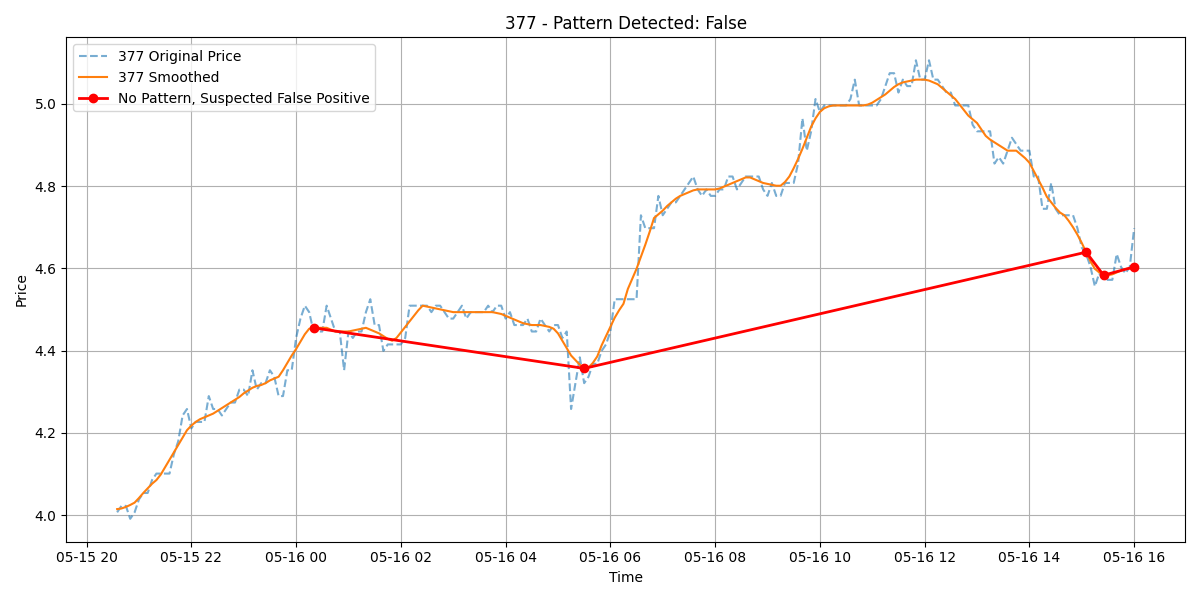 377 - Pattern Detected: False
377 Original Price
377 Smoothed
No Pattern, Suspected False Positive
Price
5.0
4.8
4.6
4.4
4.2
4.0
05-15 20 05-15 22 05-16 00 05-16 02 05-16 04 05-16 06 05-16 08 05-16 10 05-16 12 05-16 14 05-16 16
Time